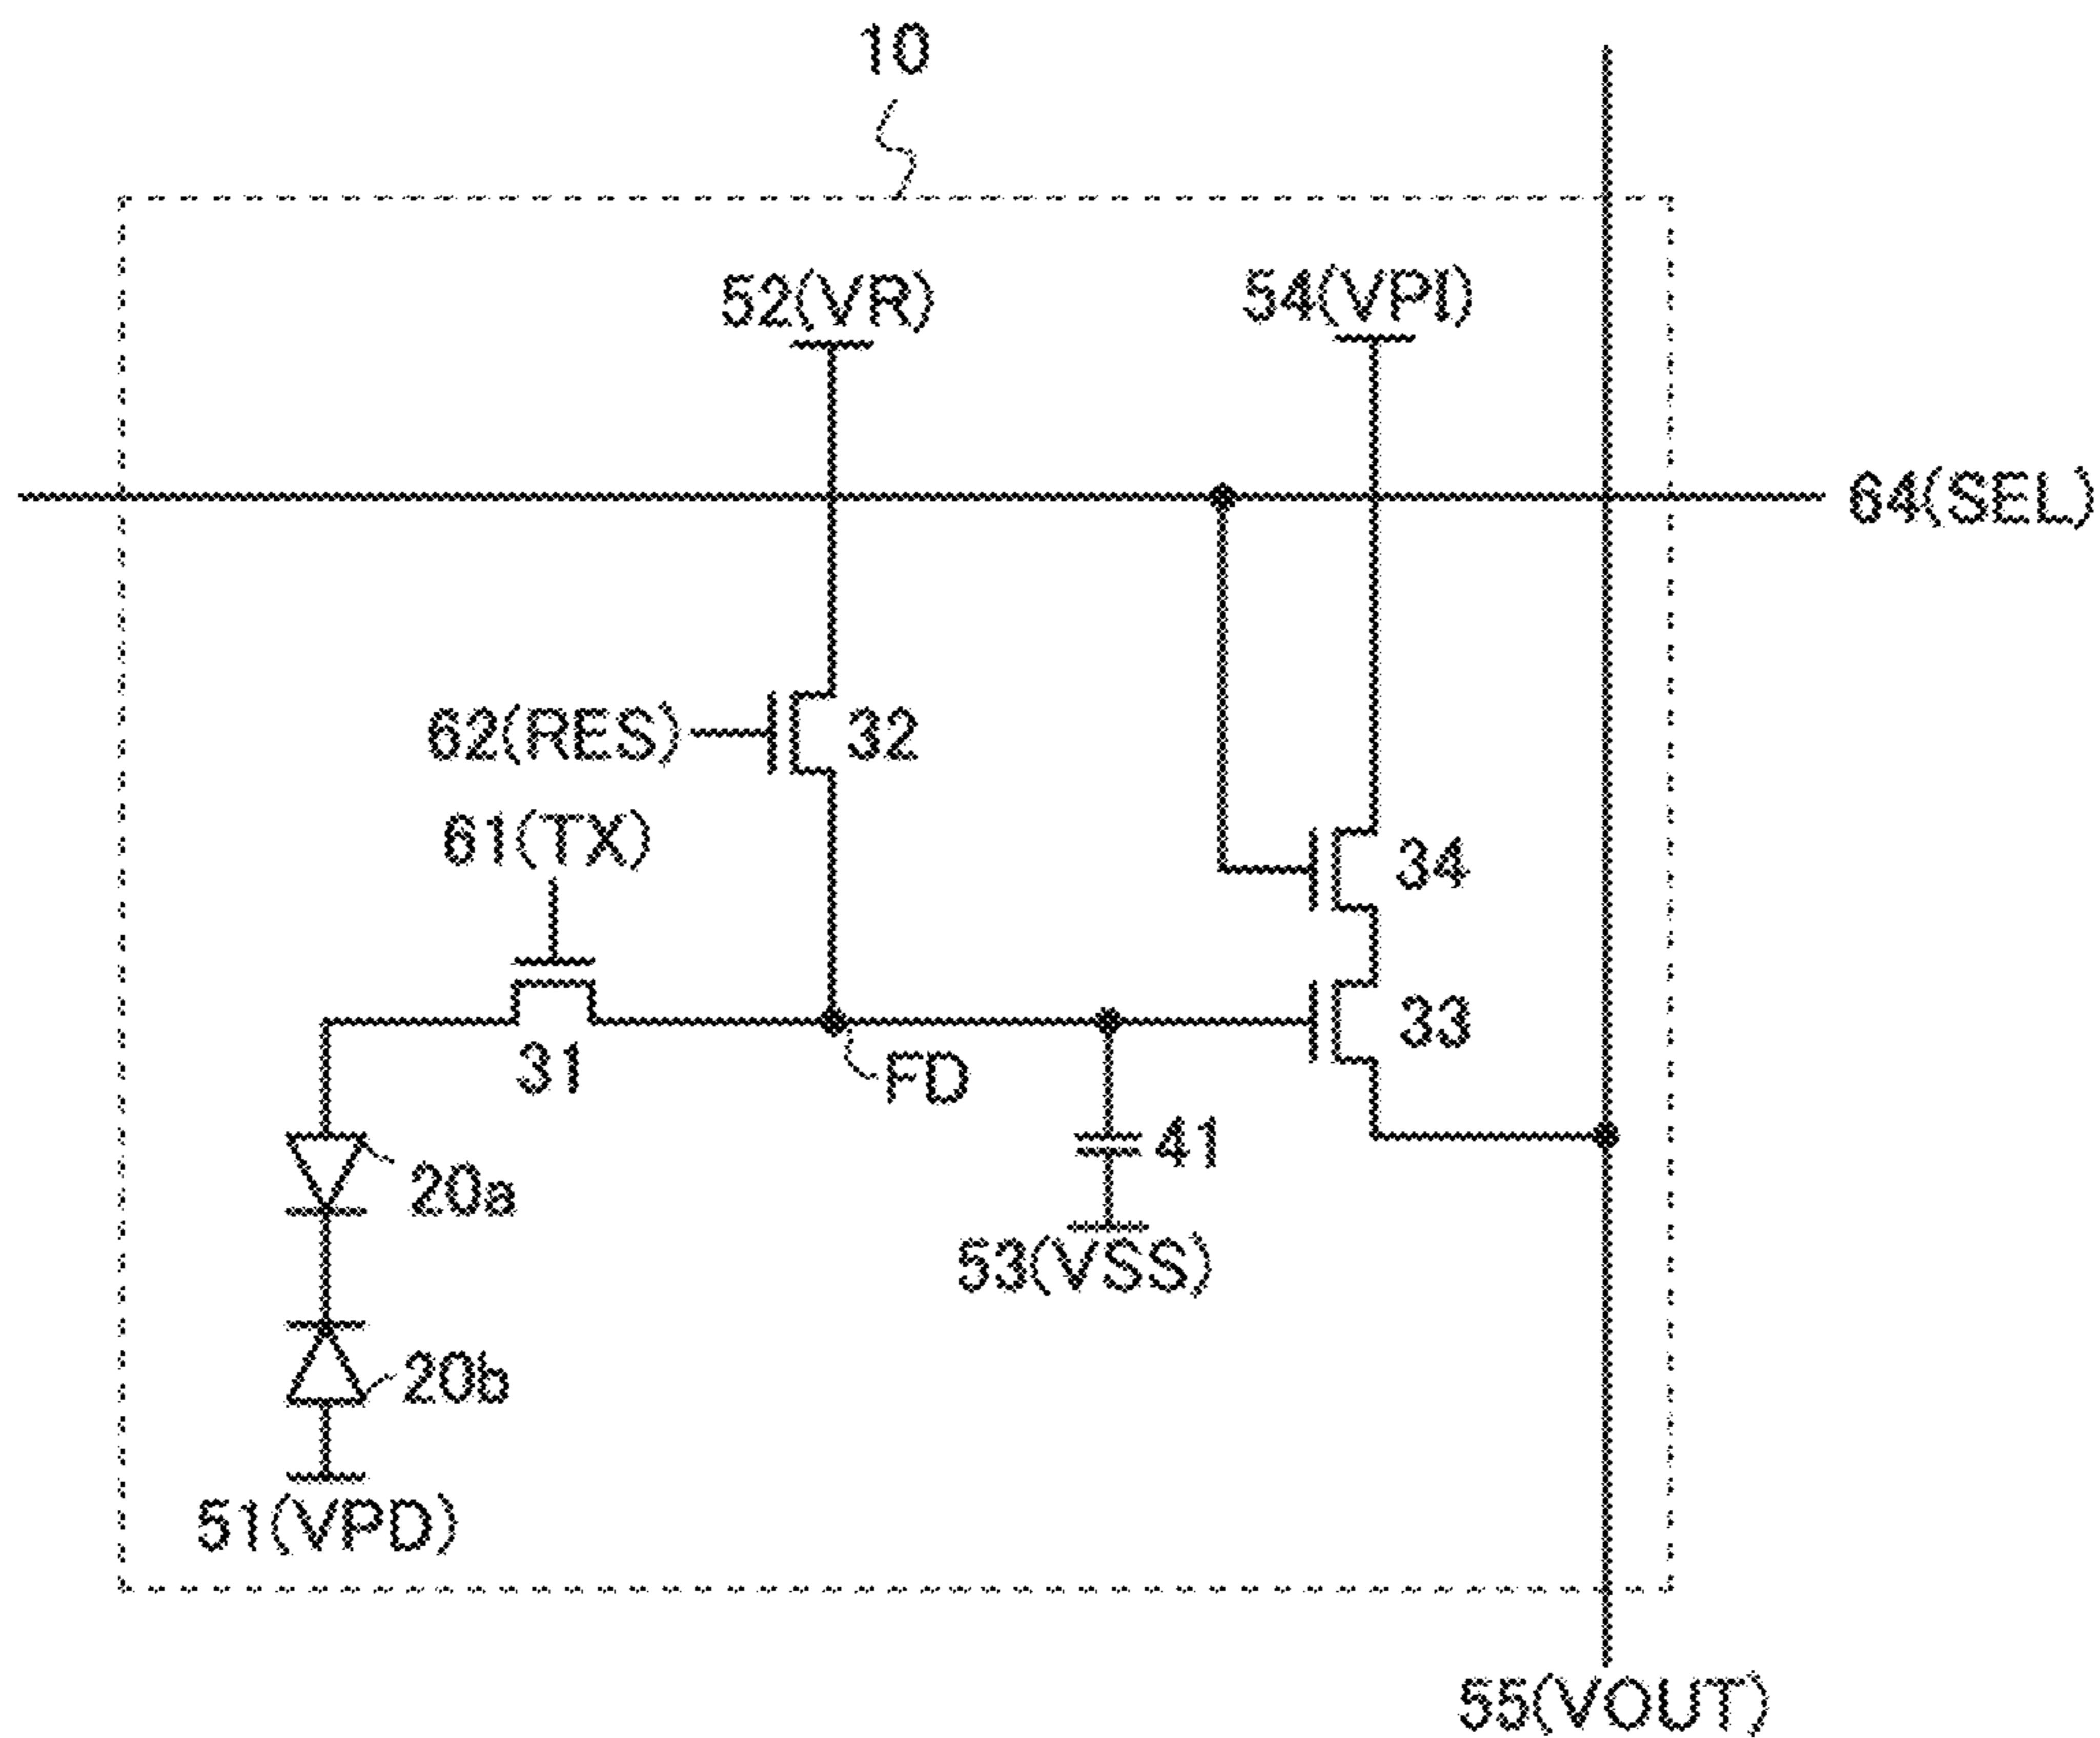 10
52(VR)
54(VPI)
64(SEL)
62(RES)
32
61(TX)
34
33
31
FD
41
20a
53(VSS)
20b
51(VPD)
55(VOUT)